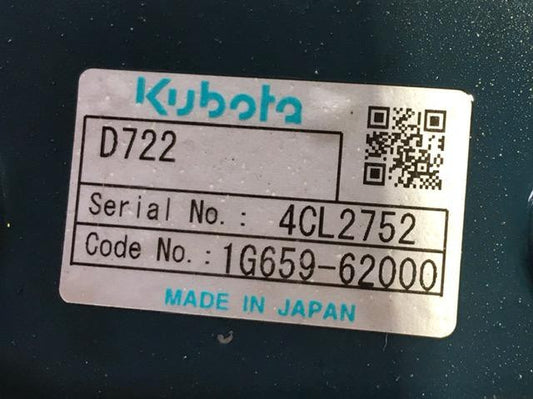 Kubota
D722
Serial No.: 4CL2752
Code No.: 1G659-62000
MADE IN JAPAN